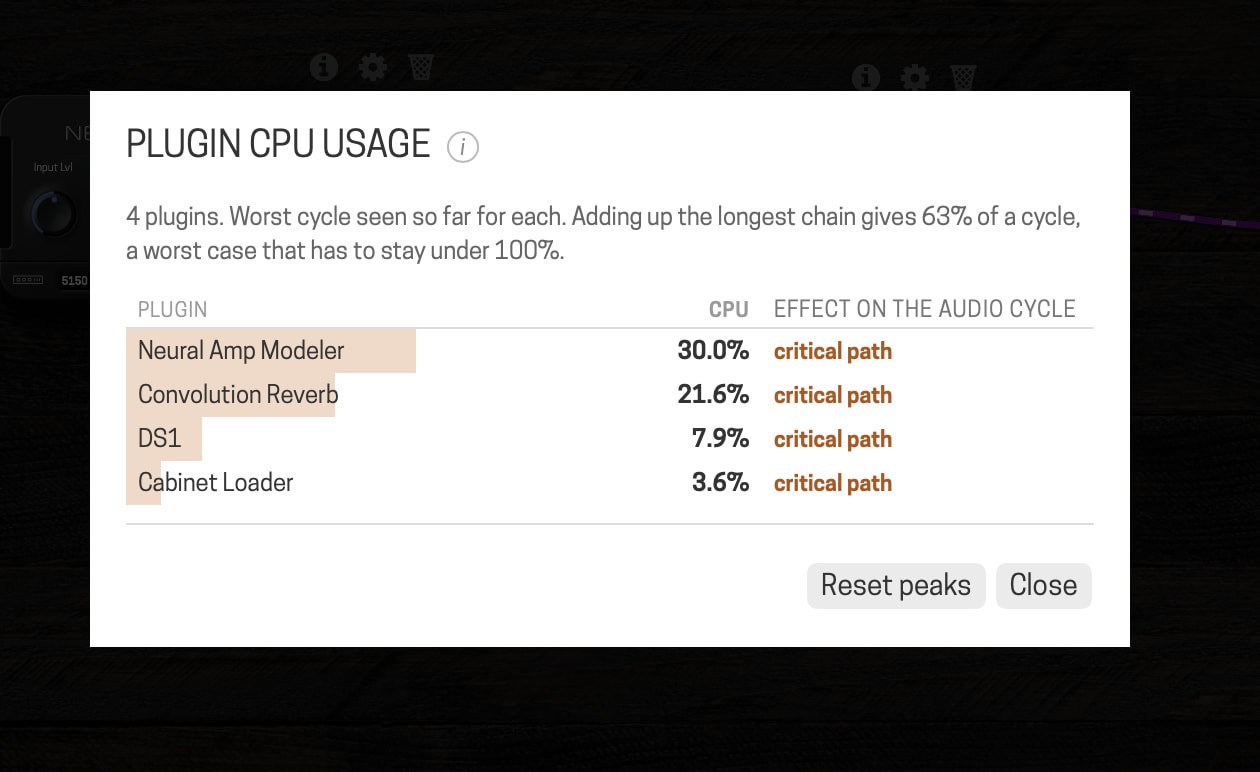 NE
Input Lvl
5150
PLUGIN CPU USAGE i
4 plugins. Worst cycle seen so far for each. Adding up the longest chain gives 63% of a cycle,
a worst case that has to stay under 100%.
PLUGIN CPU EFFECT ON THE AUDIO CYCLE
Neural Amp Modeler 30.0% critical path
Convolution Reverb 21.6% critical path
DS1 7.9% critical path
Cabinet Loader 3.6% critical path
Reset peaks Close